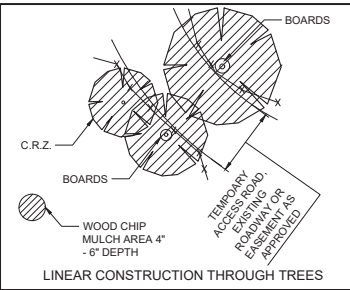 BOARDS
C.R.Z.
BOARDS
TEMPOARY
ACCESS ROAD,
EXISTING
ROADWAY OR
EASEMENT AS
APPROVED
WOOD CHIP
MULCH AREA 4"
- 6" DEPTH
LINEAR CONSTRUCTION THROUGH TREES